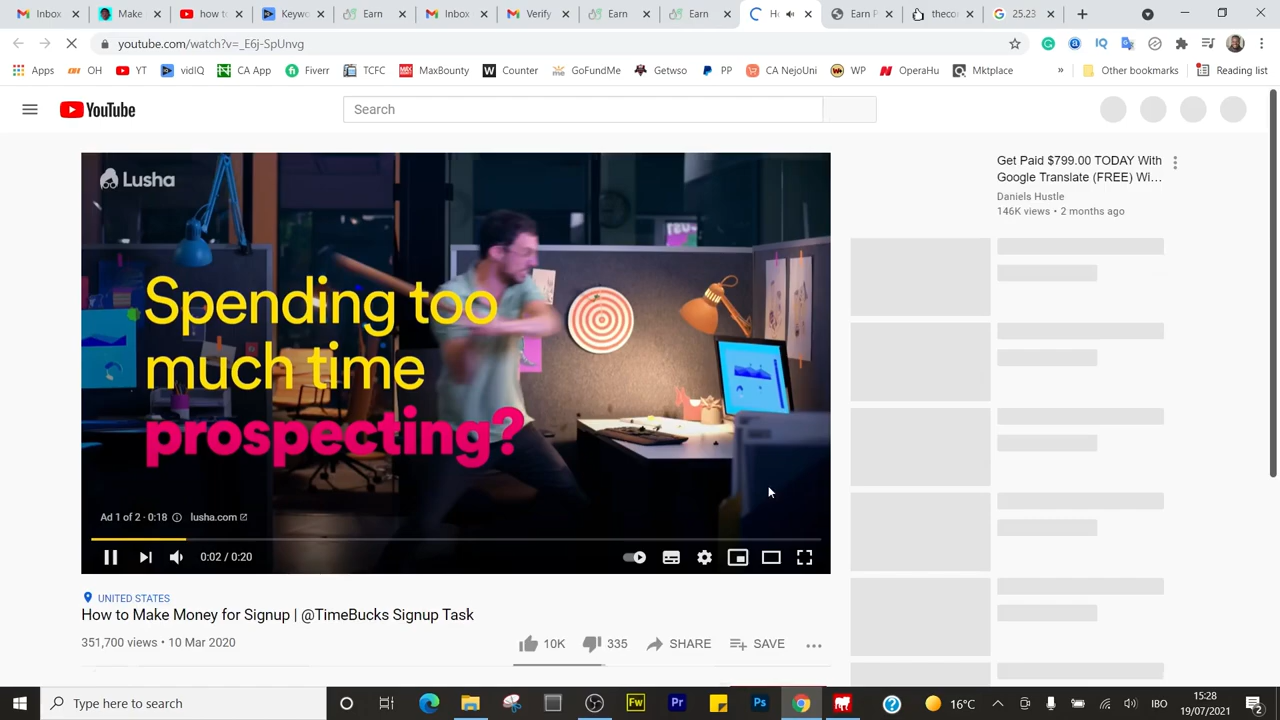 Inbox
Make
how to
Keywo
Earn
Inbox
Verify
Earn
Earn
Earn F
thecor
25.23
youtube.com/watch?v=_E6j-SpUnvg
Apps
OH
YT
vidIQ
CA App
Fiverr
TCFC
MaxBounty
Counter
GoFundMe
Getwso
PP
CA NejoUni
WP
OperaHu
Mktplace
»
Other bookmarks
Reading list
YouTube
Search
Lusha
Spending too
much time
prospecting?
Ad 1 of 2 · 0:18
lusha.com
0:02 / 0:20
UNITED STATES
How to Make Money for Signup | @TimeBucks Signup Task
351,700 views • 10 Mar 2020
10K
335
SHARE
SAVE
Get Paid $799.00 TODAY With
Google Translate (FREE) Wi...
Daniels Hustle
146K views • 2 months ago
Type here to search
16°C
IBO
15:28
19/07/2021